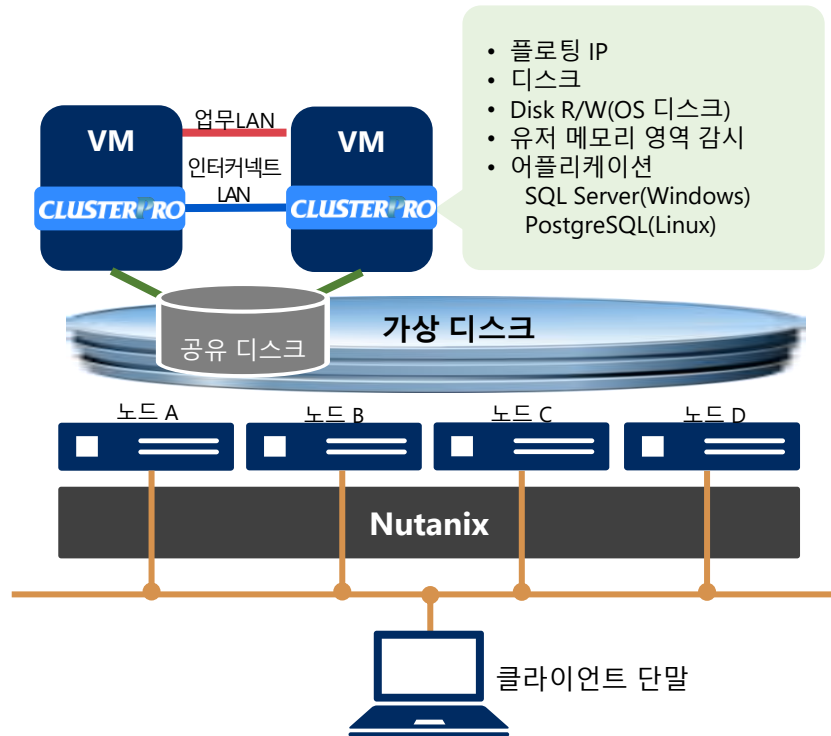 • 플로팅 IP
• 디스크
• Disk R/W(OS 디스크)
• 유저 메모리 영역 감시
• 어플리케이션
SQL Server(Windows)
PostgreSQL(Linux)
VM
업무LAN
VM
인터커넥트
LAN
CLUSTERPRO
CLUSTERPRO
가상 디스크
공유 디스크
노드 A
노드 B
노드 C
노드 D
Nutanix
클라이언트 단말